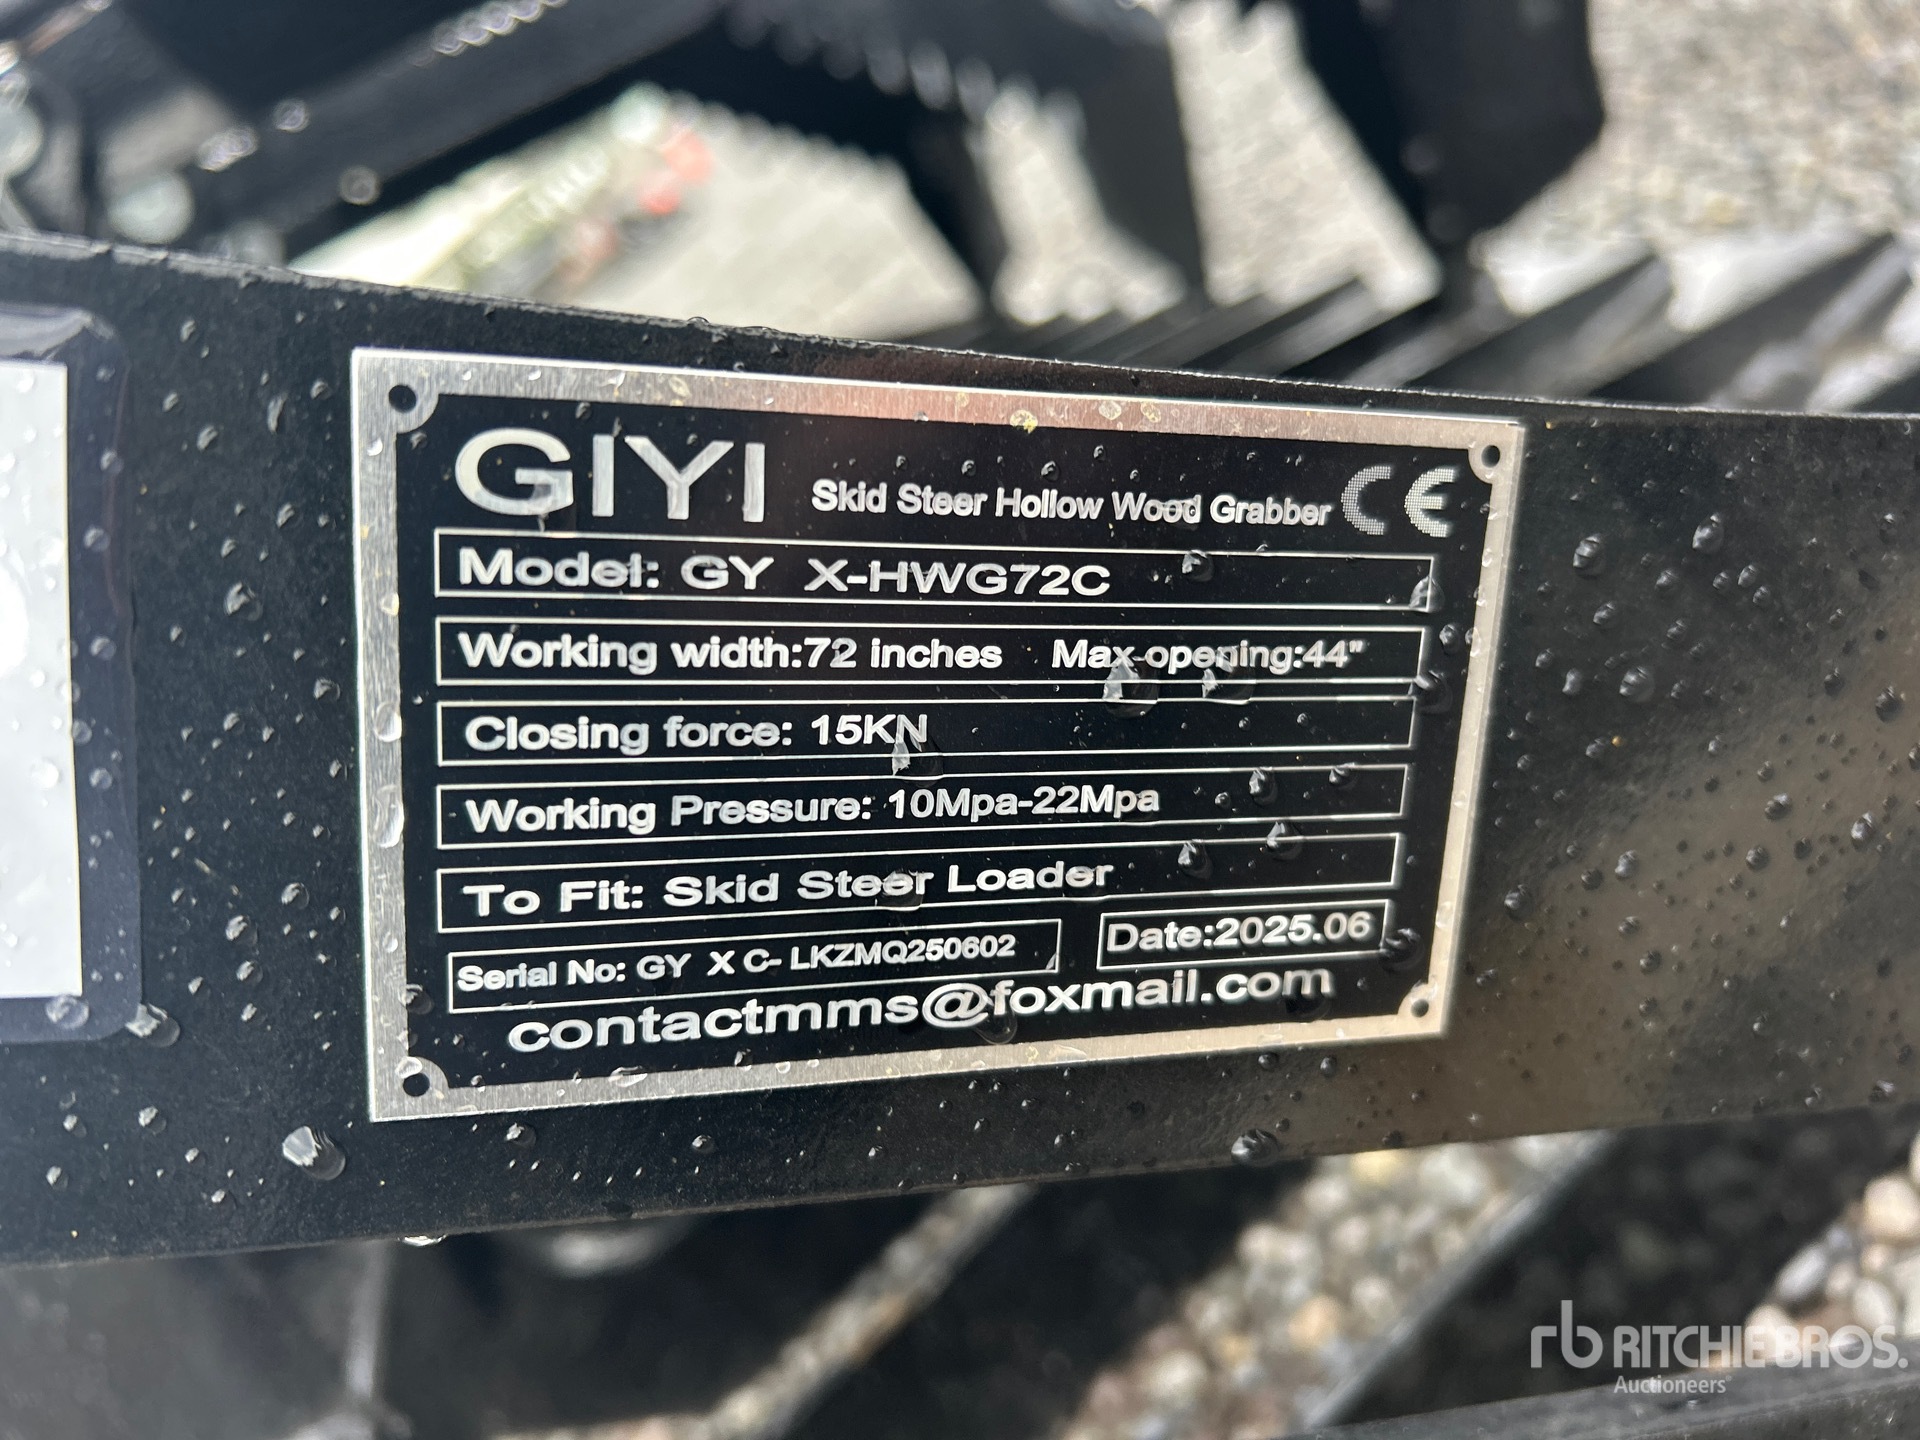 GIYI Skid Steer Hollow Wood Grabber CE
Model: GY X-HWG72C
Working width:72 inches Max opening:44"
Closing force: 15KN
Working Pressure: 10Mpa-22Mpa
To Fit: Skid Steer Loader
Serial No: GY X C- LKZMQ250602 Date:2025.06
contactmms@foxmail.com
rb RITCHIE BROS.
Auctioneers